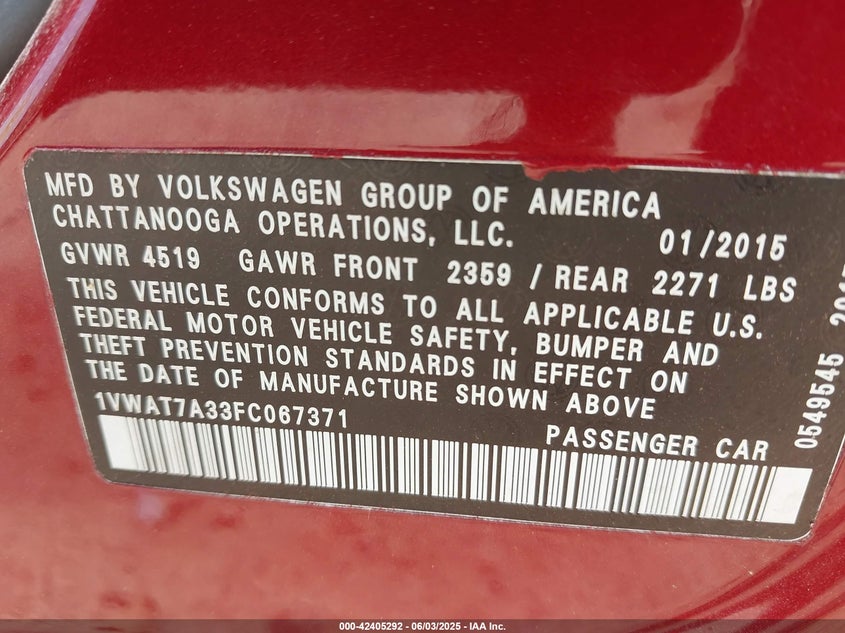 MFD BY VOLKSWAGEN GROUP OF AMERICA
CHATTANOOGA OPERATIONS, LLC. 01/2015
GVWR 4519 GAWR FRONT 2359 / REAR 2271 LBS
THIS VEHICLE CONFORMS TO ALL APPLICABLE U.S.
FEDERAL MOTOR VEHICLE SAFETY, BUMPER AND
THEFT PREVENTION STANDARDS IN EFFECT ON
THE DATE OF MANUFACTURE SHOWN ABOVE
1VWAT7A33FC067371 PASSENGER CAR
0549545
000-42405292 - 06/03/2025 - IAA Inc.